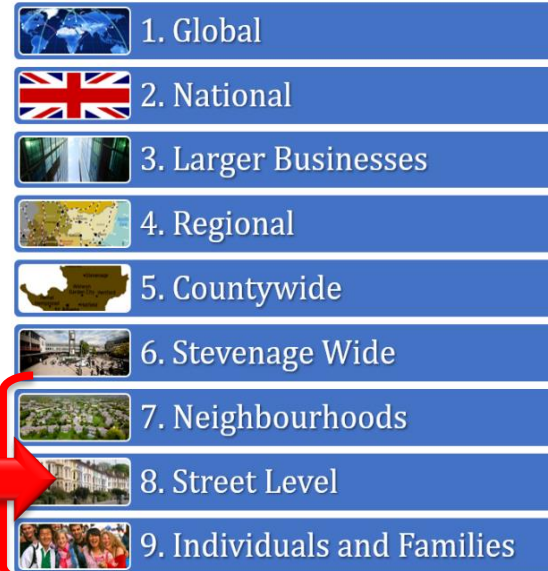 1. Global
2. National
3. Larger Businesses
4. Regional
5. Countywide
6. Stevenage Wide
7. Neighbourhoods
8. Street Level
9. Individuals and Families